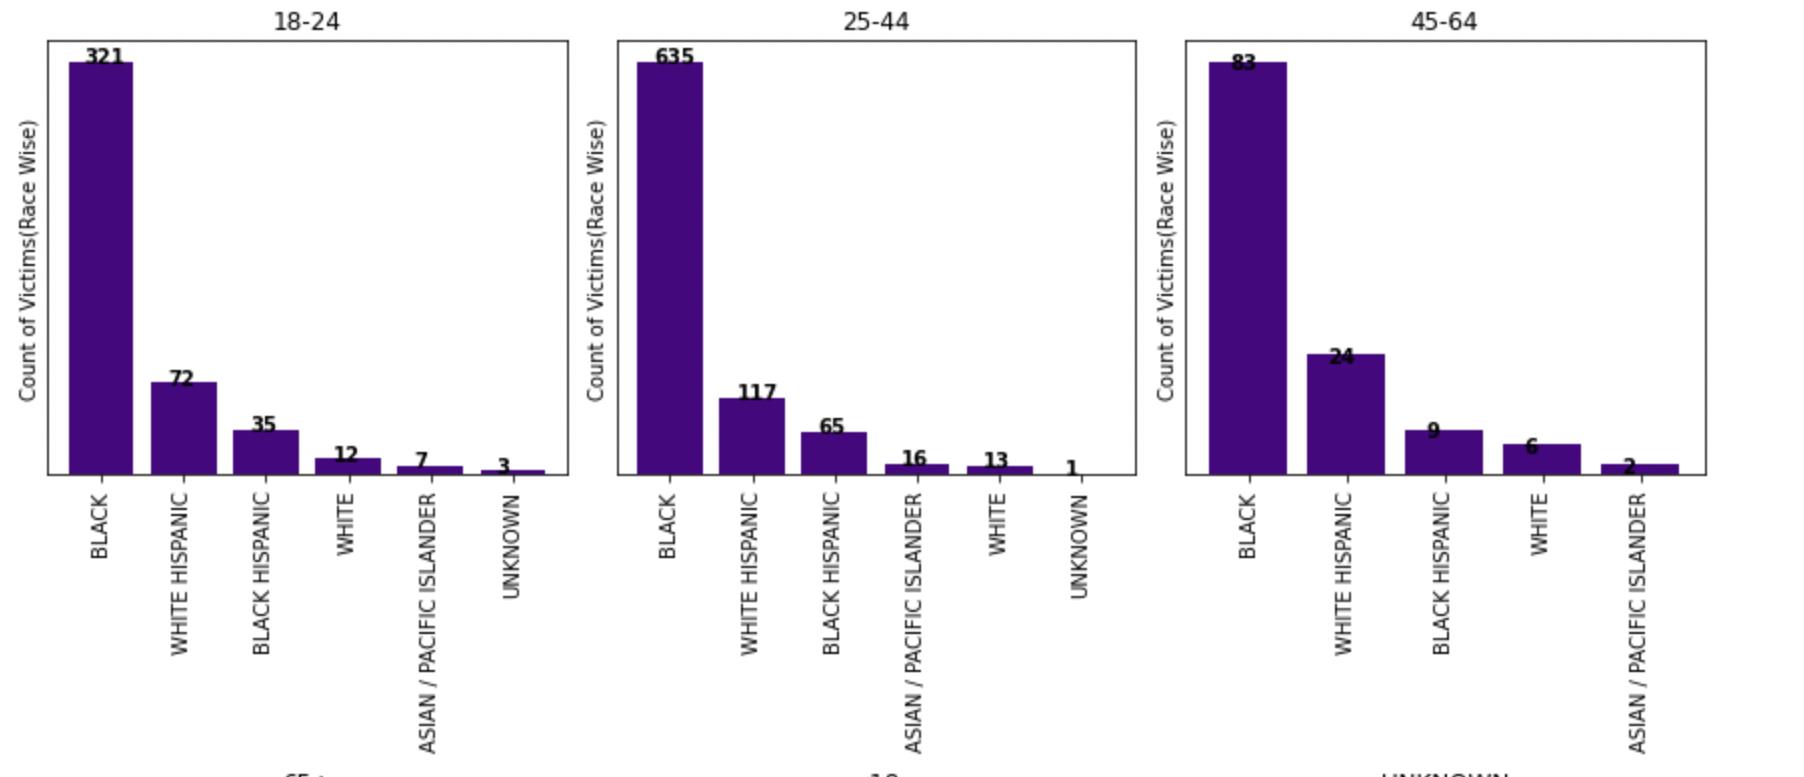 18-24
25-44
45-64
321
635
83
72
117
24
35
65
9
12
16
6
7
13
2
3
1
Count of Victims(Race Wise)
Count of Victims(Race Wise)
Count of Victims(Race Wise)
BLACK
WHITE HISPANIC
BLACK HISPANIC
WHITE
ASIAN / PACIFIC ISLANDER
UNKNOWN
BLACK
WHITE HISPANIC
BLACK HISPANIC
ASIAN / PACIFIC ISLANDER
WHITE
UNKNOWN
BLACK
WHITE HISPANIC
BLACK HISPANIC
WHITE
ASIAN / PACIFIC ISLANDER
UNKNOWN